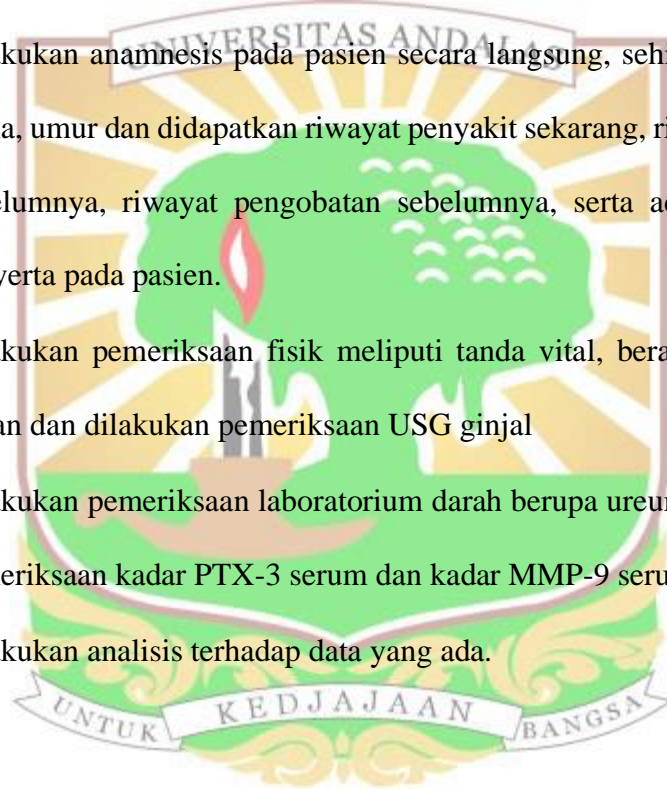 UNIVERSITAS ANDALAS
kukan anamnesis pada pasien secara langsung, seh
a, umur dan didapatkan riwayat penyakit sekarang, ri
elumnya, riwayat pengobatan sebelumnya, serta a
yerta pada pasien.
kukan pemeriksaan fisik meliputi tanda vital, bera
an dan dilakukan pemeriksaan USG ginjal
kukan pemeriksaan laboratorium darah berupa ureu
eriksaan kadar PTX-3 serum dan kadar MMP-9 seru
kukan analisis terhadap data yang ada.
UNTUK KEDJAJAAN BANGSA